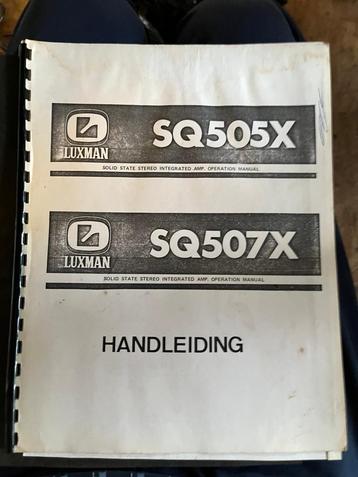 LUXMAN
SQ505X
SOLID STATE STEREO INTEGRATED AMP. OPERATION MANUAL
LUXMAN
SQ507X
SOLID STATE STEREO INTEGRATED AMP. OPERATION MANUAL
HANDLEIDING